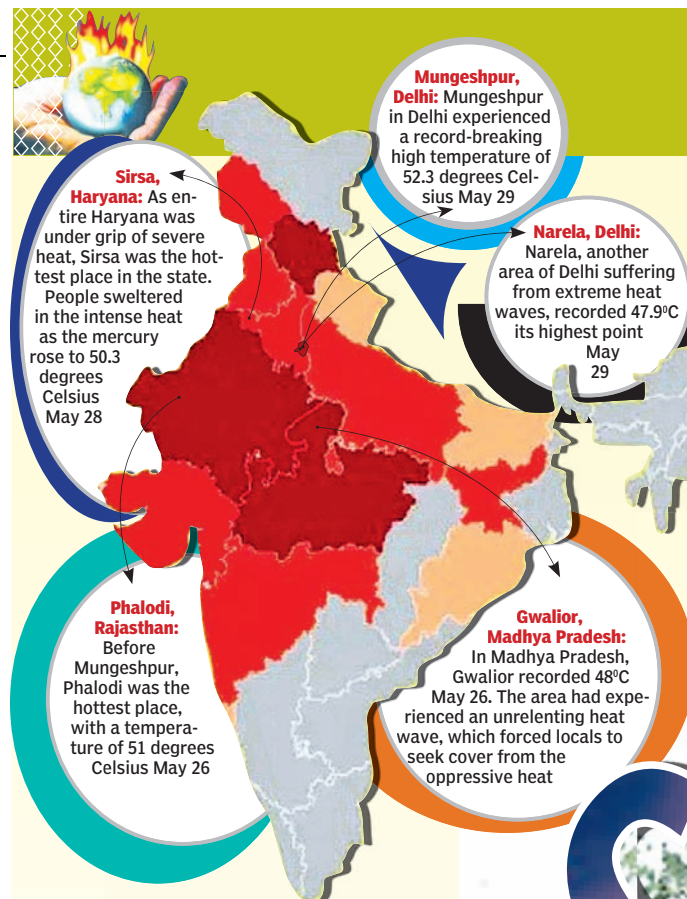 Mungeshpur,
Delhi: Mungeshpur
in Delhi experienced
a record-breaking
high temperature of
52.3 degrees Cel-
sius May 29
Sirsa,
Haryana: As en-
tire Haryana was
under grip of severe
heat, Sirsa was the hot-
test place in the state.
People sweltered
in the intense heat
as the mercury
rose to 50.3
degrees
Celsius
May 28
Narela, Delhi:
Narela, another
area of Delhi suffering
from extreme heat
waves, recorded 47.9⁰C
its highest point
May
29
Phalodi,
Rajasthan:
Before
Mungeshpur,
Phalodi was the
hottest place,
with a tempera-
ture of 51 degrees
Celsius May 26
Gwalior,
Madhya Pradesh:
In Madhya Pradesh,
Gwalior recorded 48⁰C
May 26. The area had expe-
rienced an unrelenting heat
wave, which forced locals to
seek cover from the
oppressive heat